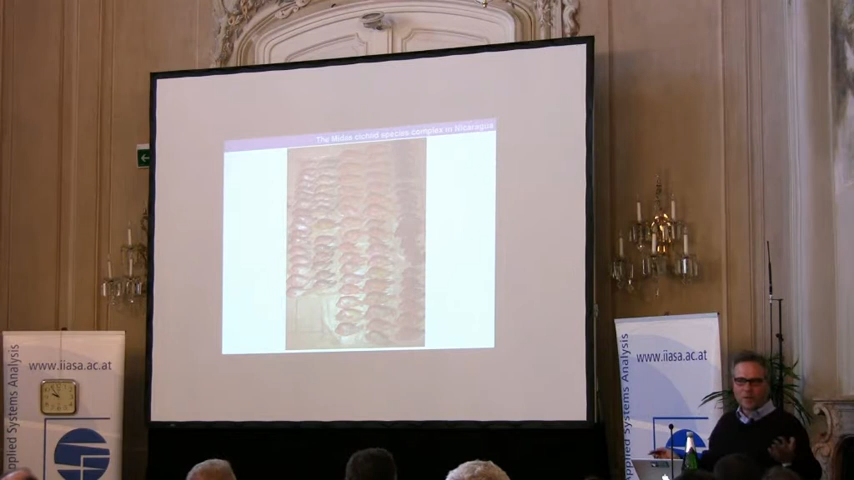 The Midas cichlid species complex in Nicaragua
www.iiasa.ac.at
Applied Systems Analysis
www.iiasa.ac.at
Applied Systems Analysis